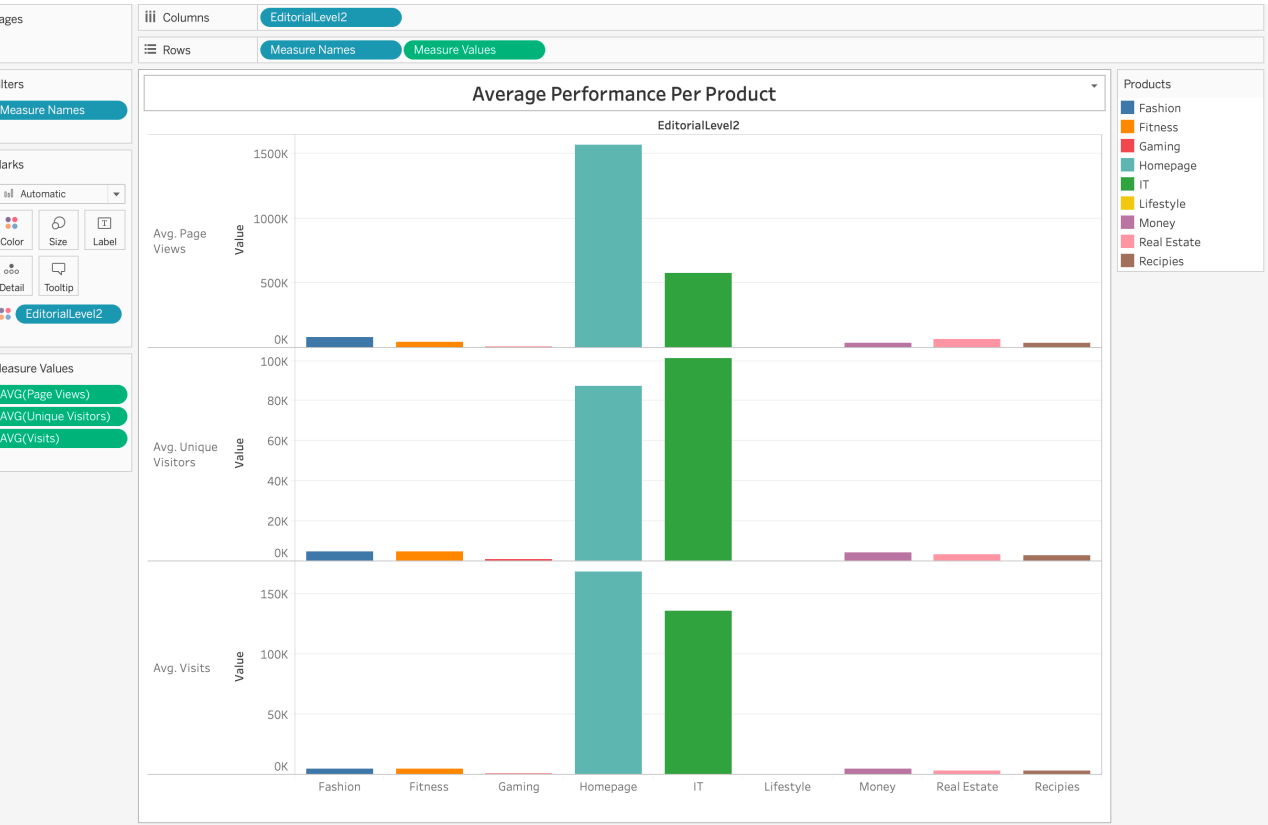 ages
Columns
EditorialLevel2
Rows
Measure Names
Measure Values
ilters
Measure Names
Marks
Automatic
Color
Size
Label
Detail
Tooltip
EditorialLevel2
Measure Values
AVG(Page Views)
AVG(Unique Visitors)
AVG(Visits)
Average Performance Per Product
EditorialLevel2
Avg. Page
Views
Value
1500K
1000K
500K
0K
Avg. Unique
Visitors
Value
100K
80K
60K
40K
20K
0K
Avg. Visits
Value
150K
100K
50K
0K
Fashion
Fitness
Gaming
Homepage
IT
Lifestyle
Money
Real Estate
Recipies
Products
Fashion
Fitness
Gaming
Homepage
IT
Lifestyle
Money
Real Estate
Recipies